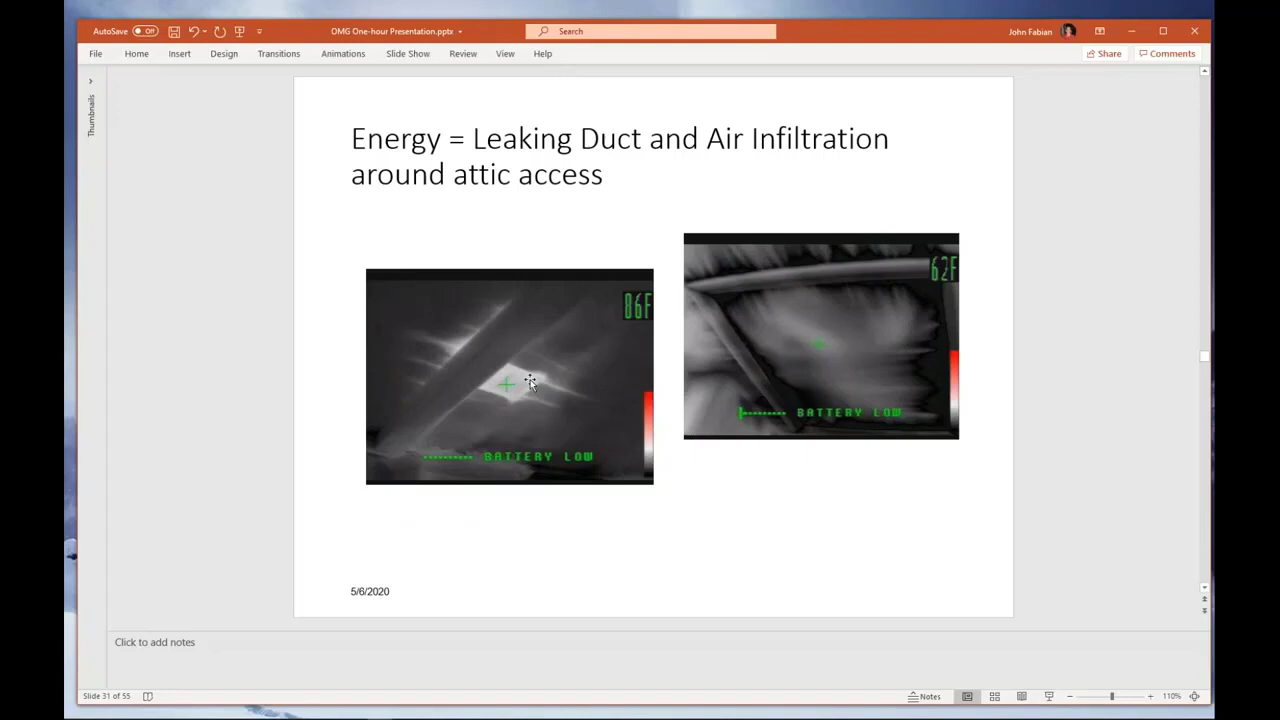 AutoSave Off
OMG One-hour Presentation.pptx
Search
John Fabian
File Home Insert Design Transitions Animations Slide Show Review View Help
Share Comments
Thumbnails
Energy = Leaking Duct and Air Infiltration
around attic access
86F
BATTERY LOW
62F
BATTERY LOW
5/6/2020
Click to add notes
Slide 31 of 55
Notes
110%